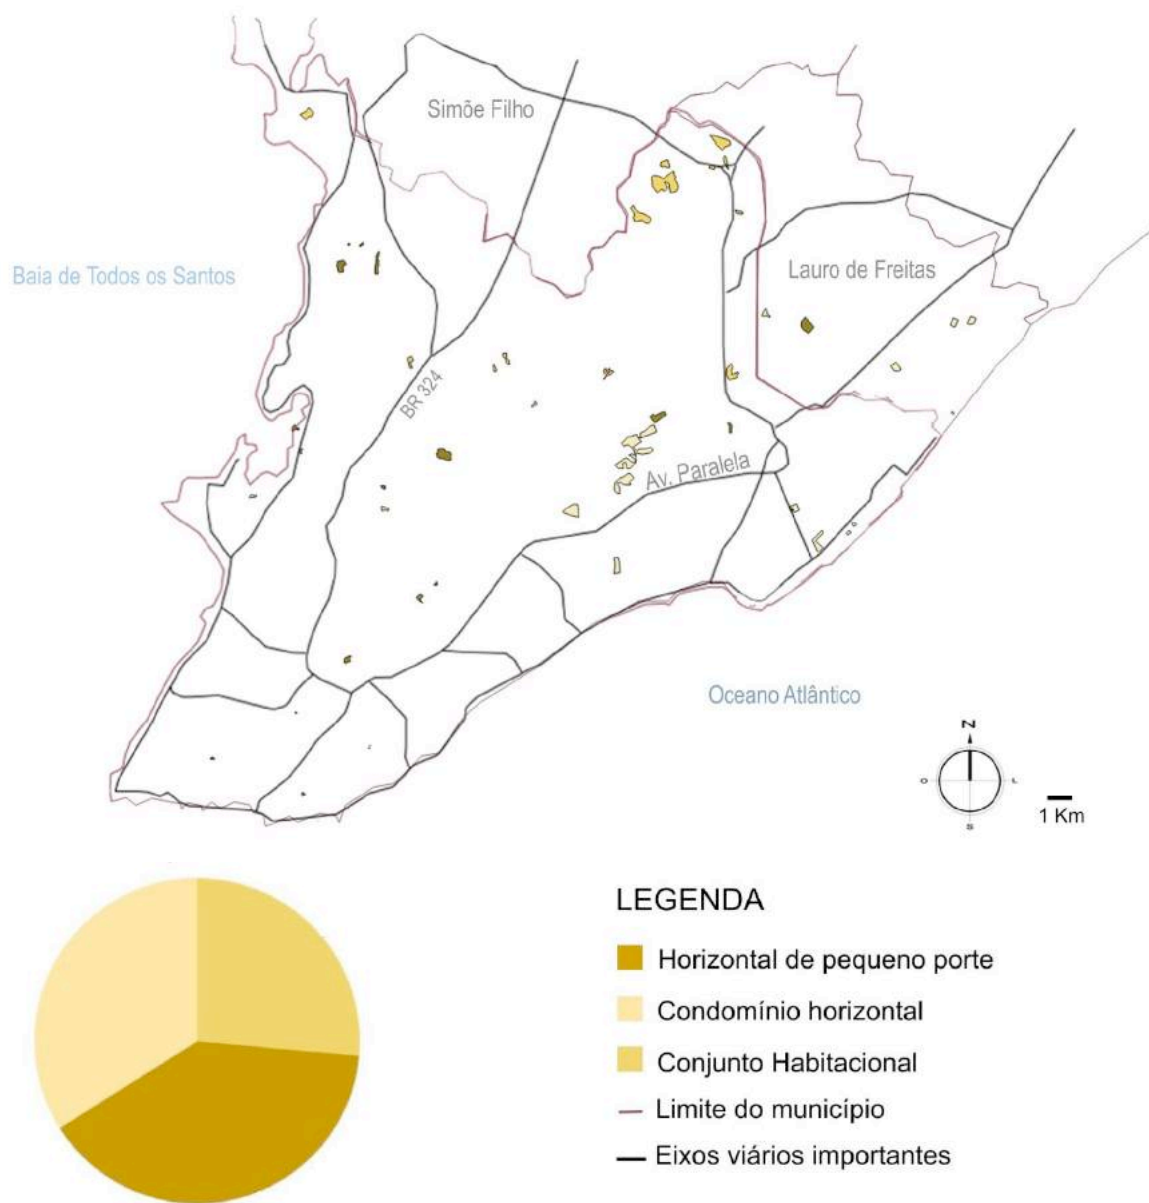 Simõe Filho
Baia de Todos os Santos
Lauro de Freitas
BR 324
Av. Paralela
Oceano Atlântico
N
O
L
S
1 Km
LEGENDA
Horizontal de pequeno porte
Condomínio horizontal
Conjunto Habitacional
Limite do município
Eixos viários importantes